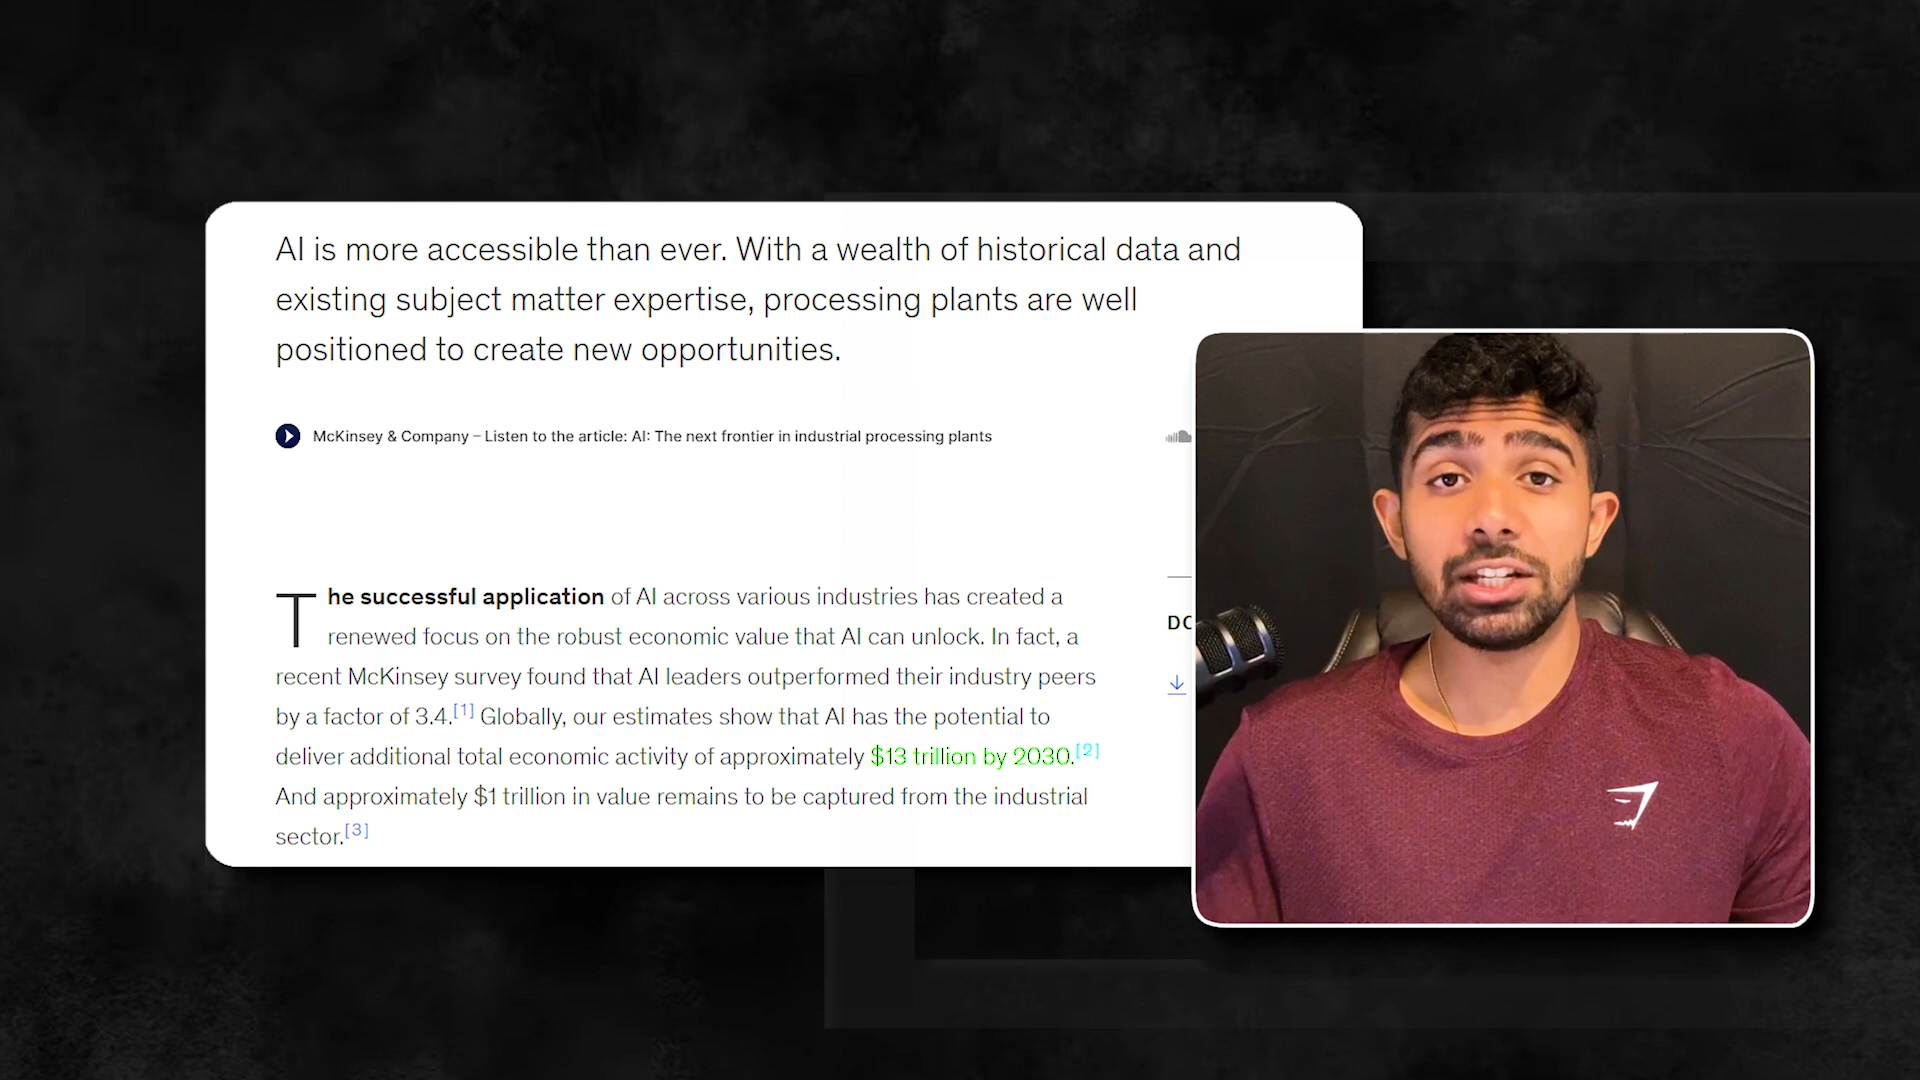 AI is more accessible than ever. With a wealth of historical data and
existing subject matter expertise, processing plants are well
positioned to create new opportunities.
McKinsey & Company – Listen to the article: AI: The next frontier in industrial processing plants
The successful application of AI across various industries has created a
renewed focus on the robust economic value that AI can unlock. In fact, a
recent McKinsey survey found that AI leaders outperformed their industry peers
by a factor of 3.4.[1] Globally, our estimates show that AI has the potential to
deliver additional total economic activity of approximately $13 trillion by 2030.[2]
And approximately $1 trillion in value remains to be captured from the industrial
sector.[3]